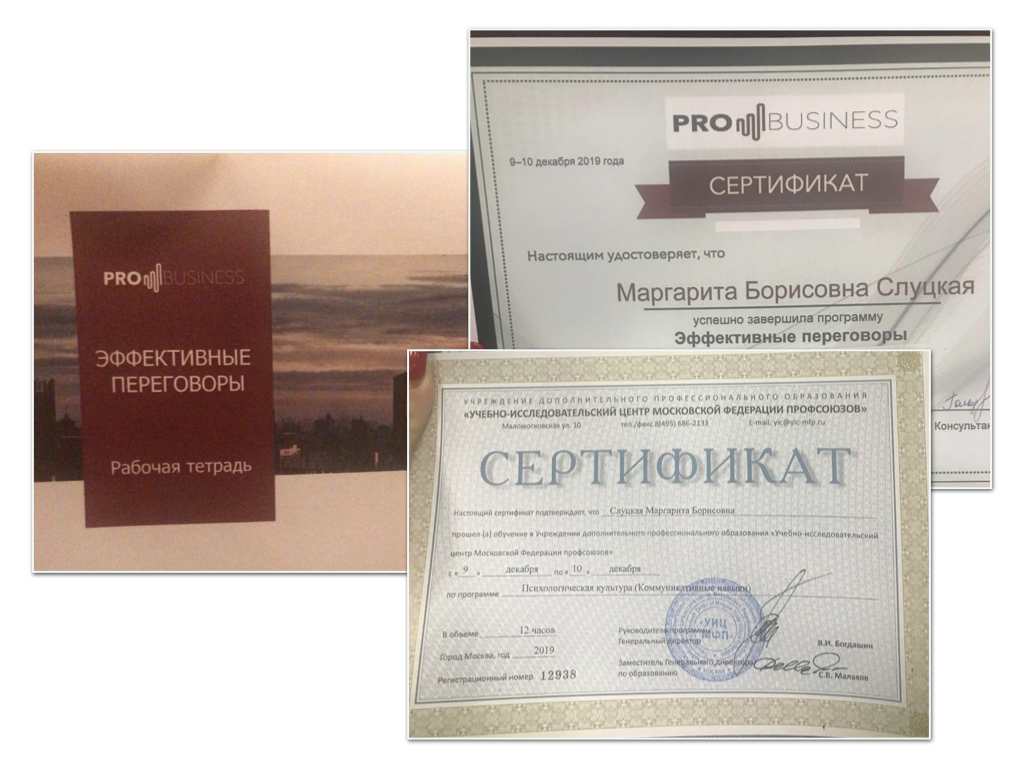 PRO BUSINESS
ЭФФЕКТИВНЫЕ
ПЕРЕГОВОРЫ
Рабочая тетрадь
PRO BUSINESS
9–10 декабря 2019 года
СЕРТИФИКАТ
Настоящим удостоверяет, что
Маргарита Борисовна Слуцкая
успешно завершила программу
Эффективные переговоры
Консультан
УЧРЕЖДЕНИЕ ДОПОЛНИТЕЛЬНОГО ПРОФЕССИОНАЛЬНОГО ОБРАЗОВАНИЯ
«УЧЕБНО-ИССЛЕДОВАТЕЛЬСКИЙ ЦЕНТР МОСКОВСКОЙ ФЕДЕРАЦИИ ПРОФСОЮЗОВ»
Маломосковская ул. 10 тел./факс 8(495) 686-2133 E-mail: yic@yic-mfp.ru
СЕРТИФИКАТ
Настоящий сертификат подтверждает, что Слуцкая Маргарита Борисовна
прошел (а) обучение в Учреждении дополнительного профессионального образования «Учебно-исследовательский
центр Московской Федерации профсоюзов»
с « 9 » декабря по « 10 » декабря
по программе Психологическая культура (Коммуникативные навыки)
В объеме 12 часов
Город Москва, год 2019
Регистрационный номер 12938
Руководитель программы
Генеральный директор В.И. Богдашин
Заместитель Генерального директора
по образованию С.В. Малахов
«УИЦ
МФП»